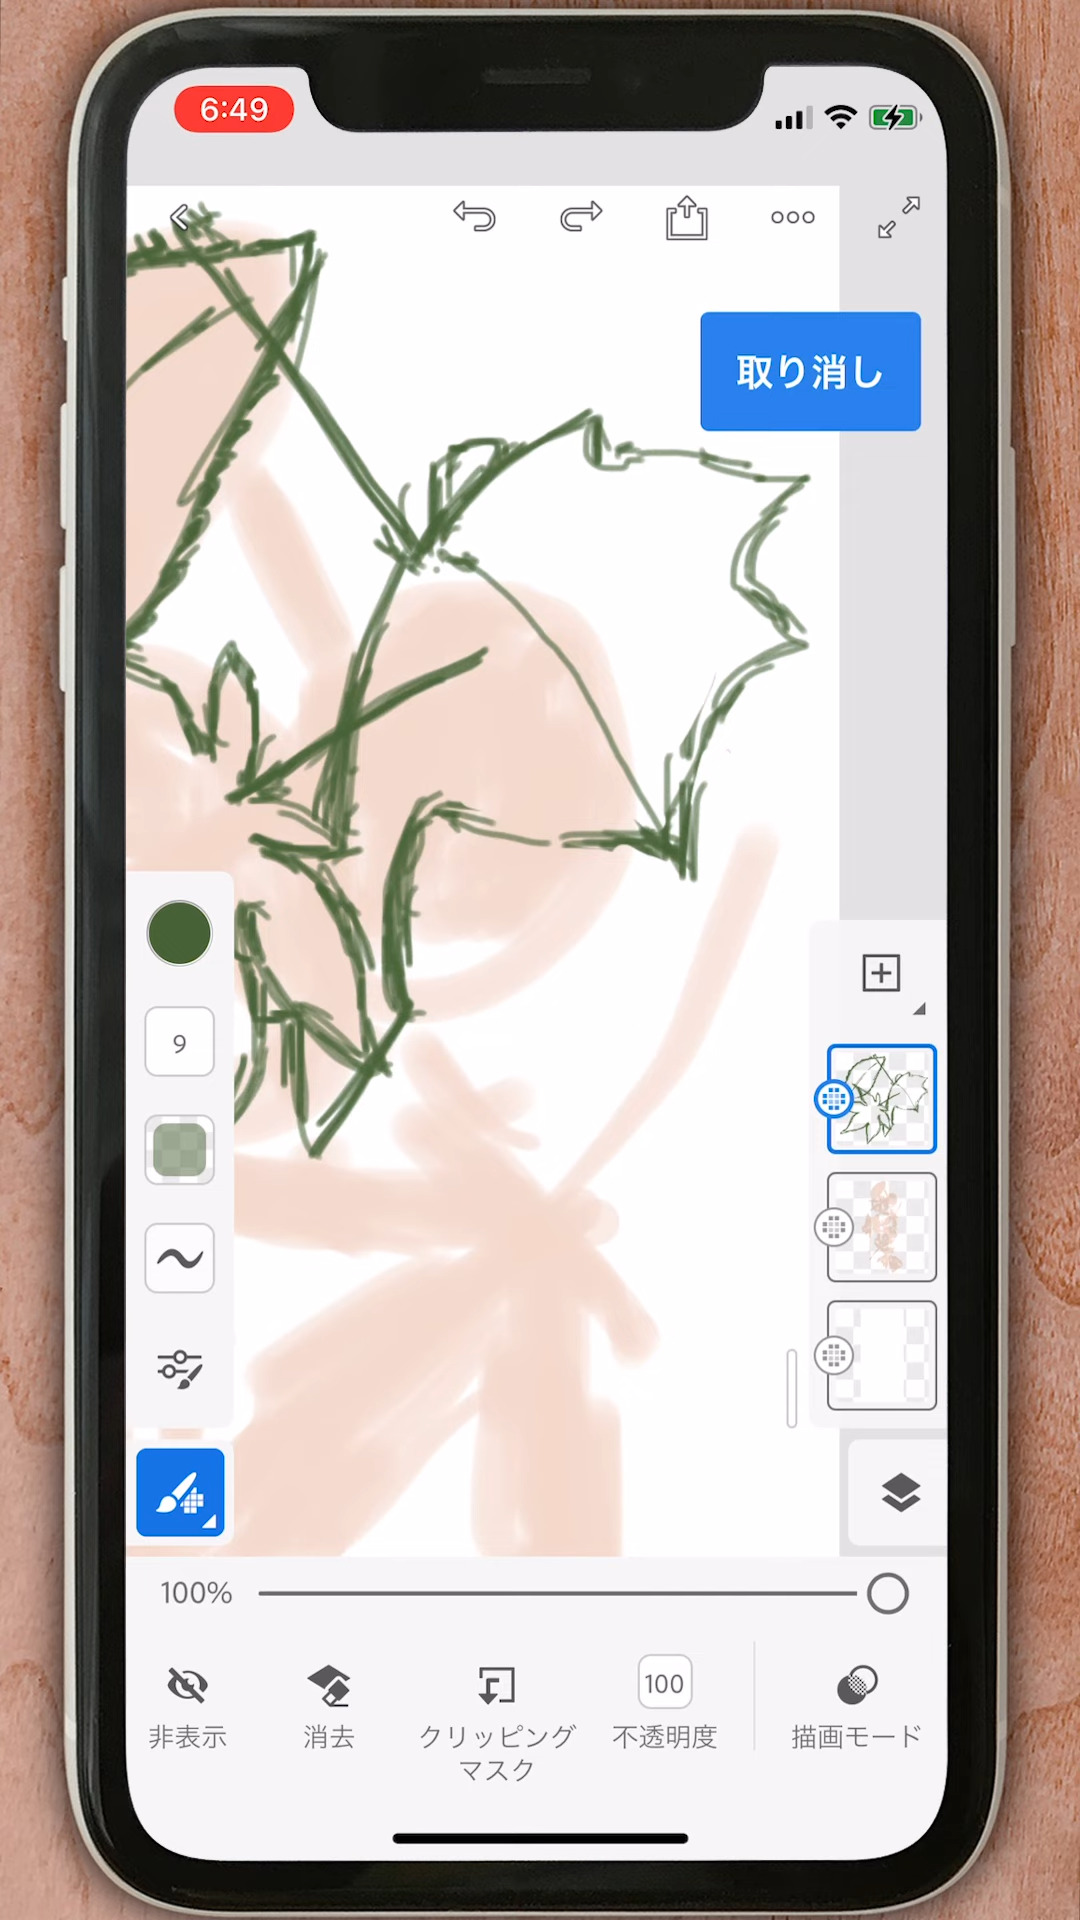 6:49
取り消し
9
100%
100
非表示
消去
クリッピング
マスク
不透明度
描画モード